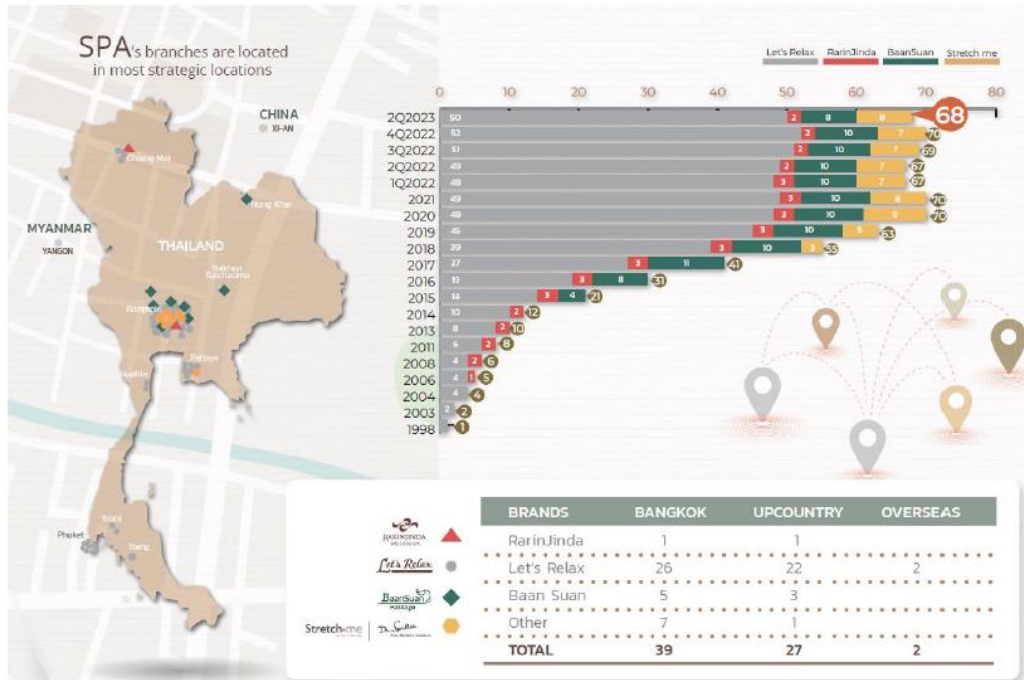 SPA's branches are located
in most strategic locations
CHINA
XI-AN
Chiang Mai
Nong Khai
MYANMAR
YANGON
THAILAND
Nakhon
Ratchasima
Bangkok
Pattaya
HuaHin
Krabi
Phuket
Trang
Let's Relax RarinJinda BaanSuan Stretch me
0 10 20 30 40 50 60 70 80
2Q2023 50 2 8 8 68
4Q2022 52 2 10 7 70
3Q2022 51 2 10 7 69
2Q2022 49 2 10 7 67
1Q2022 48 3 10 7 67
2021 49 3 10 8 70
2020 48 3 10 9 70
2019 45 3 10 5 63
2018 39 3 10 3 55
2017 27 3 11 41
2016 19 3 8 31
2015 14 3 4 21
2014 10 2 12
2013 8 2 10
2011 6 2 8
2008 4 2 6
2006 4 1 5
2004 4 4
2003 2 2
1998 1
BRANDS BANGKOK UPCOUNTRY OVERSEAS
RARINJINDA
RarinJinda 1 1
Let's Relax
Let's Relax 26 22 2
BaanSuan
MASSAGE
Baan Suan 5 3
Stretch me
Other 7 1
TOTAL 39 27 2